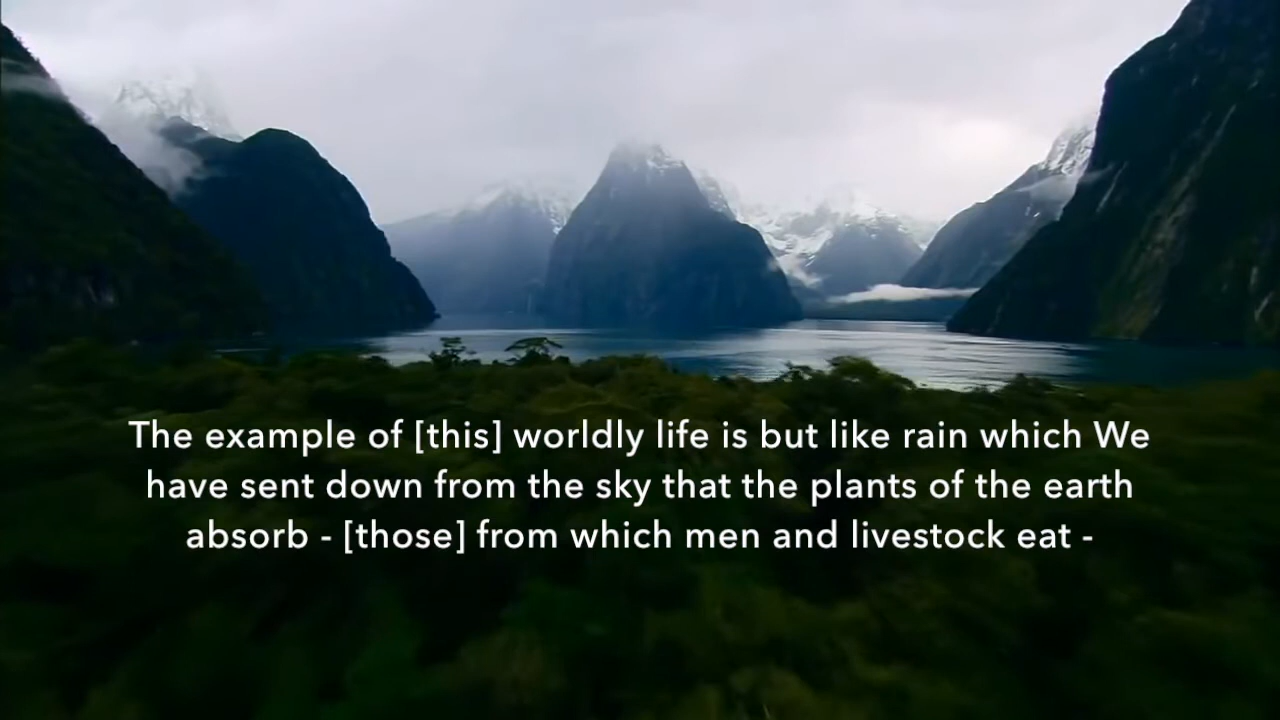 The example of [this] worldly life is but like rain which We
have sent down from the sky that the plants of the earth
absorb - [those] from which men and livestock eat -